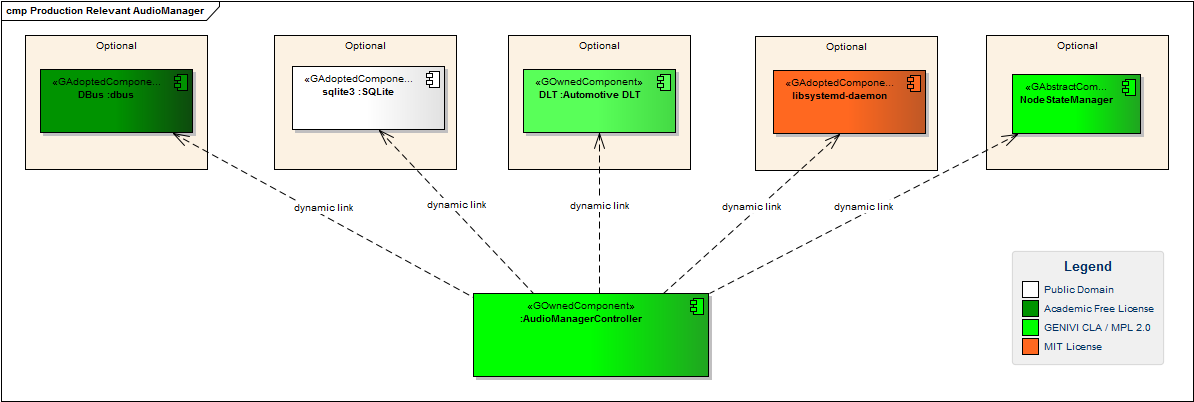 cmp Production Relevant AudioManager
Optional
Optional
Optional
Optional
Optional
«GAdoptedCompone...
DBus :dbus
«GAdoptedCompone...
sqlite3 :SQLite
«GOwnedComponent»
DLT :Automotive DLT
«GAdoptedCompone...
libsystemd-daemon
«GAbstractCom...
NodeStateManager
dynamic link
dynamic link
dynamic link
dynamic link
dynamic link
«GOwnedComponent»
:AudioManagerController
Legend
Public Domain
Academic Free License
GENIVI CLA / MPL 2.0
MIT License